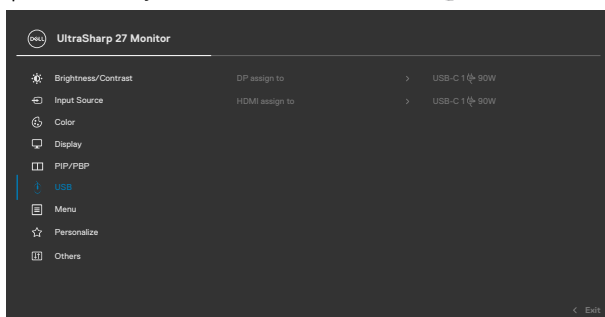 DELL UltraSharp 27 Monitor
Brightness/Contrast DP assign to > USB-C 1 90W
Input Source HDMI assign to > USB-C 1 90W
Color
Display
PIP/PBP
USB
Menu
Personalize
Others
< Exit